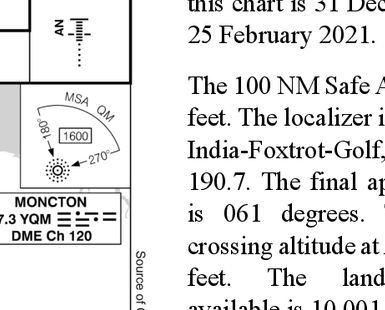 AN
MSA QM
180°
1600
270°
MONCTON
7.3 YQM
DME Ch 120
Source of
this chart is 31 Dec
25 February 2021.
The 100 NM Safe A
feet. The localizer i
India-Foxtrot-Golf,
190.7. The final ap
is 061 degrees.
crossing altitude at
feet. The land
available is 10,001